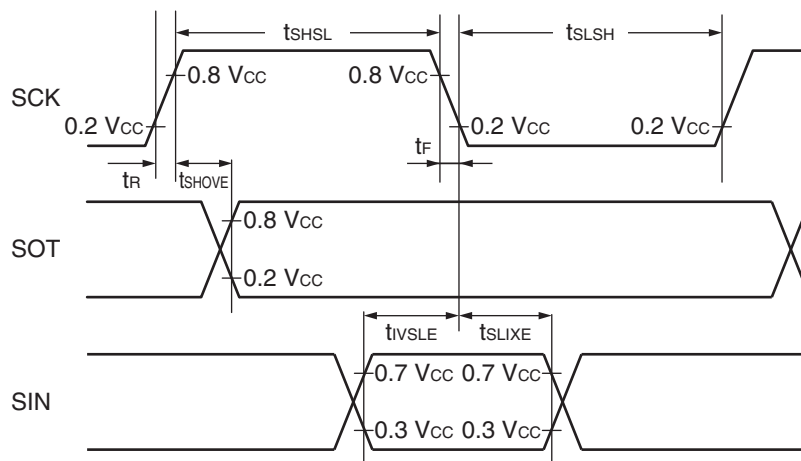 tSHSL tSLSH
SCK 0.8 VCC 0.8 VCC
0.2 VCC 0.2 VCC 0.2 VCC
tR tSHOVE tF
SOT 0.8 VCC
0.2 VCC
tIVSLE tSLIXE
SIN 0.7 VCC 0.7 VCC
0.3 VCC 0.3 VCC